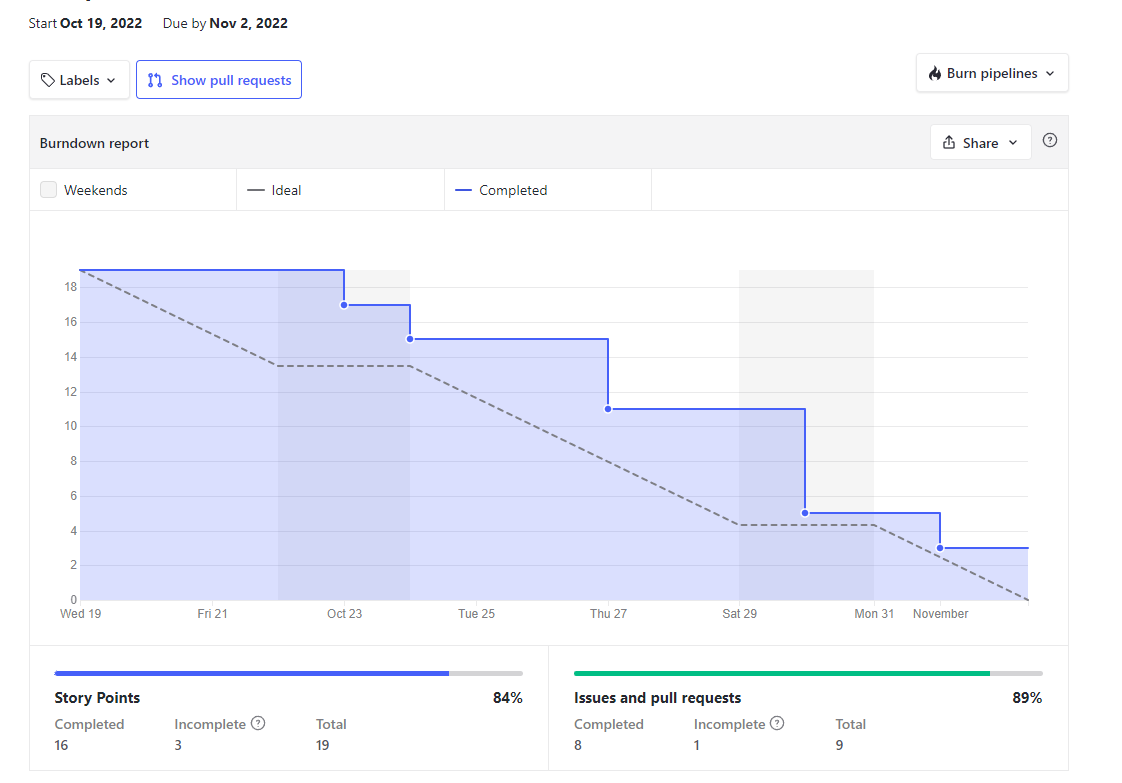 Start Oct 19, 2022 Due by Nov 2, 2022
Labels Show pull requests Burn pipelines
Burndown report Share
Weekends Ideal Completed
18
16
14
12
10
8
6
4
2
0
Wed 19 Fri 21 Oct 23 Tue 25 Thu 27 Sat 29 Mon 31 November
Story Points 84% Issues and pull requests 89%
Completed Incomplete ? Total Completed Incomplete ? Total
16 3 19 8 1 9